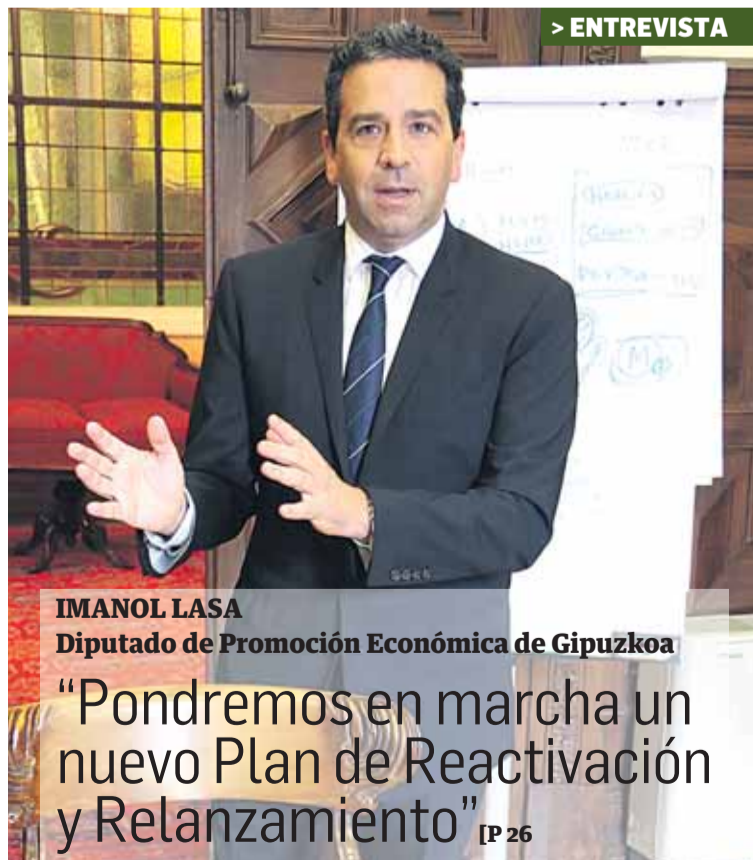 > ENTREVISTA
IMANOL LASA
Diputado de Promoción Económica de Gipuzkoa
“Pondremos en marcha un
nuevo Plan de Reactivación
y Relanzamiento” [P 26